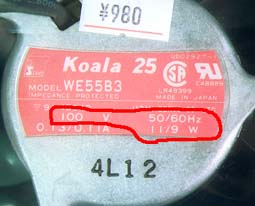 ¥980
Koala 25
MODEL WE55B3
IMPEDANCE PROTECTED
LR49399
MADE IN JAPAN
100 V 50/60Hz
0.13/0.11A 11/9 W
4L12